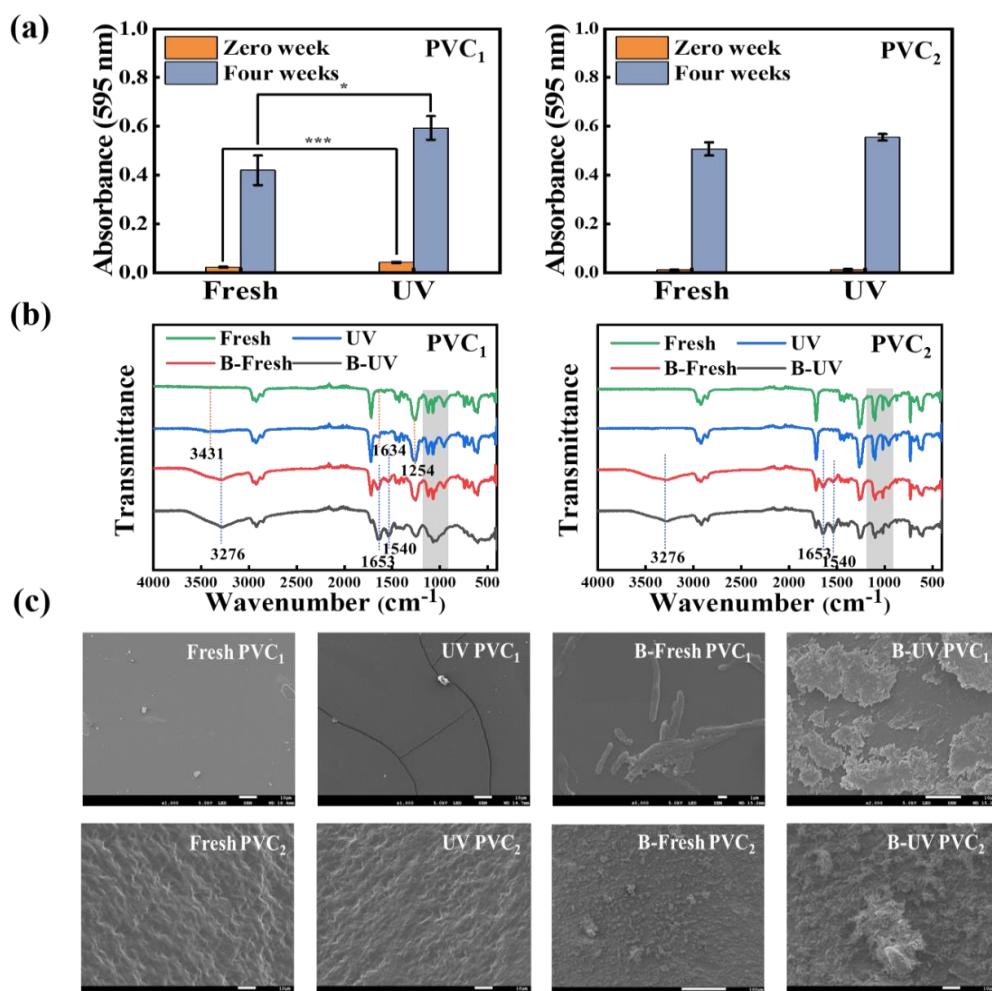 (a)
1.0
0.8
0.6
0.4
0.2
0.0
Absorbance (595 nm)
Zero week
Four weeks
PVC₁
*
***
Fresh
UV
1.0
0.8
0.6
0.4
0.2
0.0
Absorbance (595 nm)
Zero week
Four weeks
PVC₂
Fresh
UV
(b)
Transmittance
Fresh
UV
B-Fresh
B-UV
PVC₁
3431
1634
1254
3276
1653
1540
4000 3000 2000 1500 1000 500
Wavenumber (cm⁻¹)
Transmittance
Fresh
UV
B-Fresh
B-UV
PVC₂
3276
1653
1540
4000 3000 2000 1500 1000 500
Wavenumber (cm⁻¹)
(c)
Fresh PVC₁
UV PVC₁
B-Fresh PVC₁
B-UV PVC₁
Fresh PVC₂
UV PVC₂
B-Fresh PVC₂
B-UV PVC₂